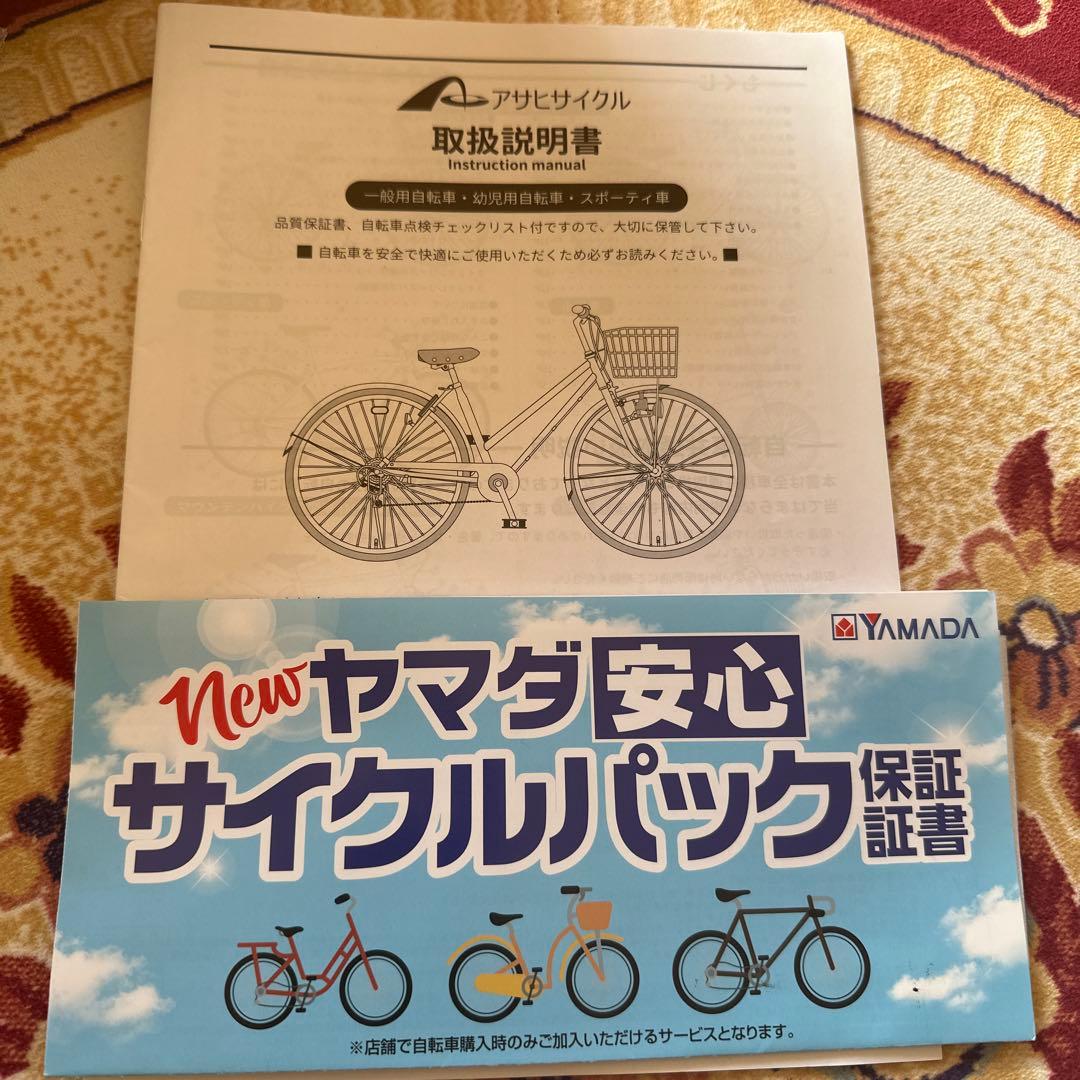 アサヒサイクル
取扱説明書
Instruction manual
一般用自転車・幼児用自転車・スポーティ車
品質保証書、自転車点検チェックリスト付ですので、大切に保管して下さい。
■ 自転車を安全で快適にご使用いただくため必ずお読みください。■
YAMADA
New ヤマダ安心
サイクルパック保証
証書
※店舗で自転車購入時のみご加入いただけるサービスとなります。